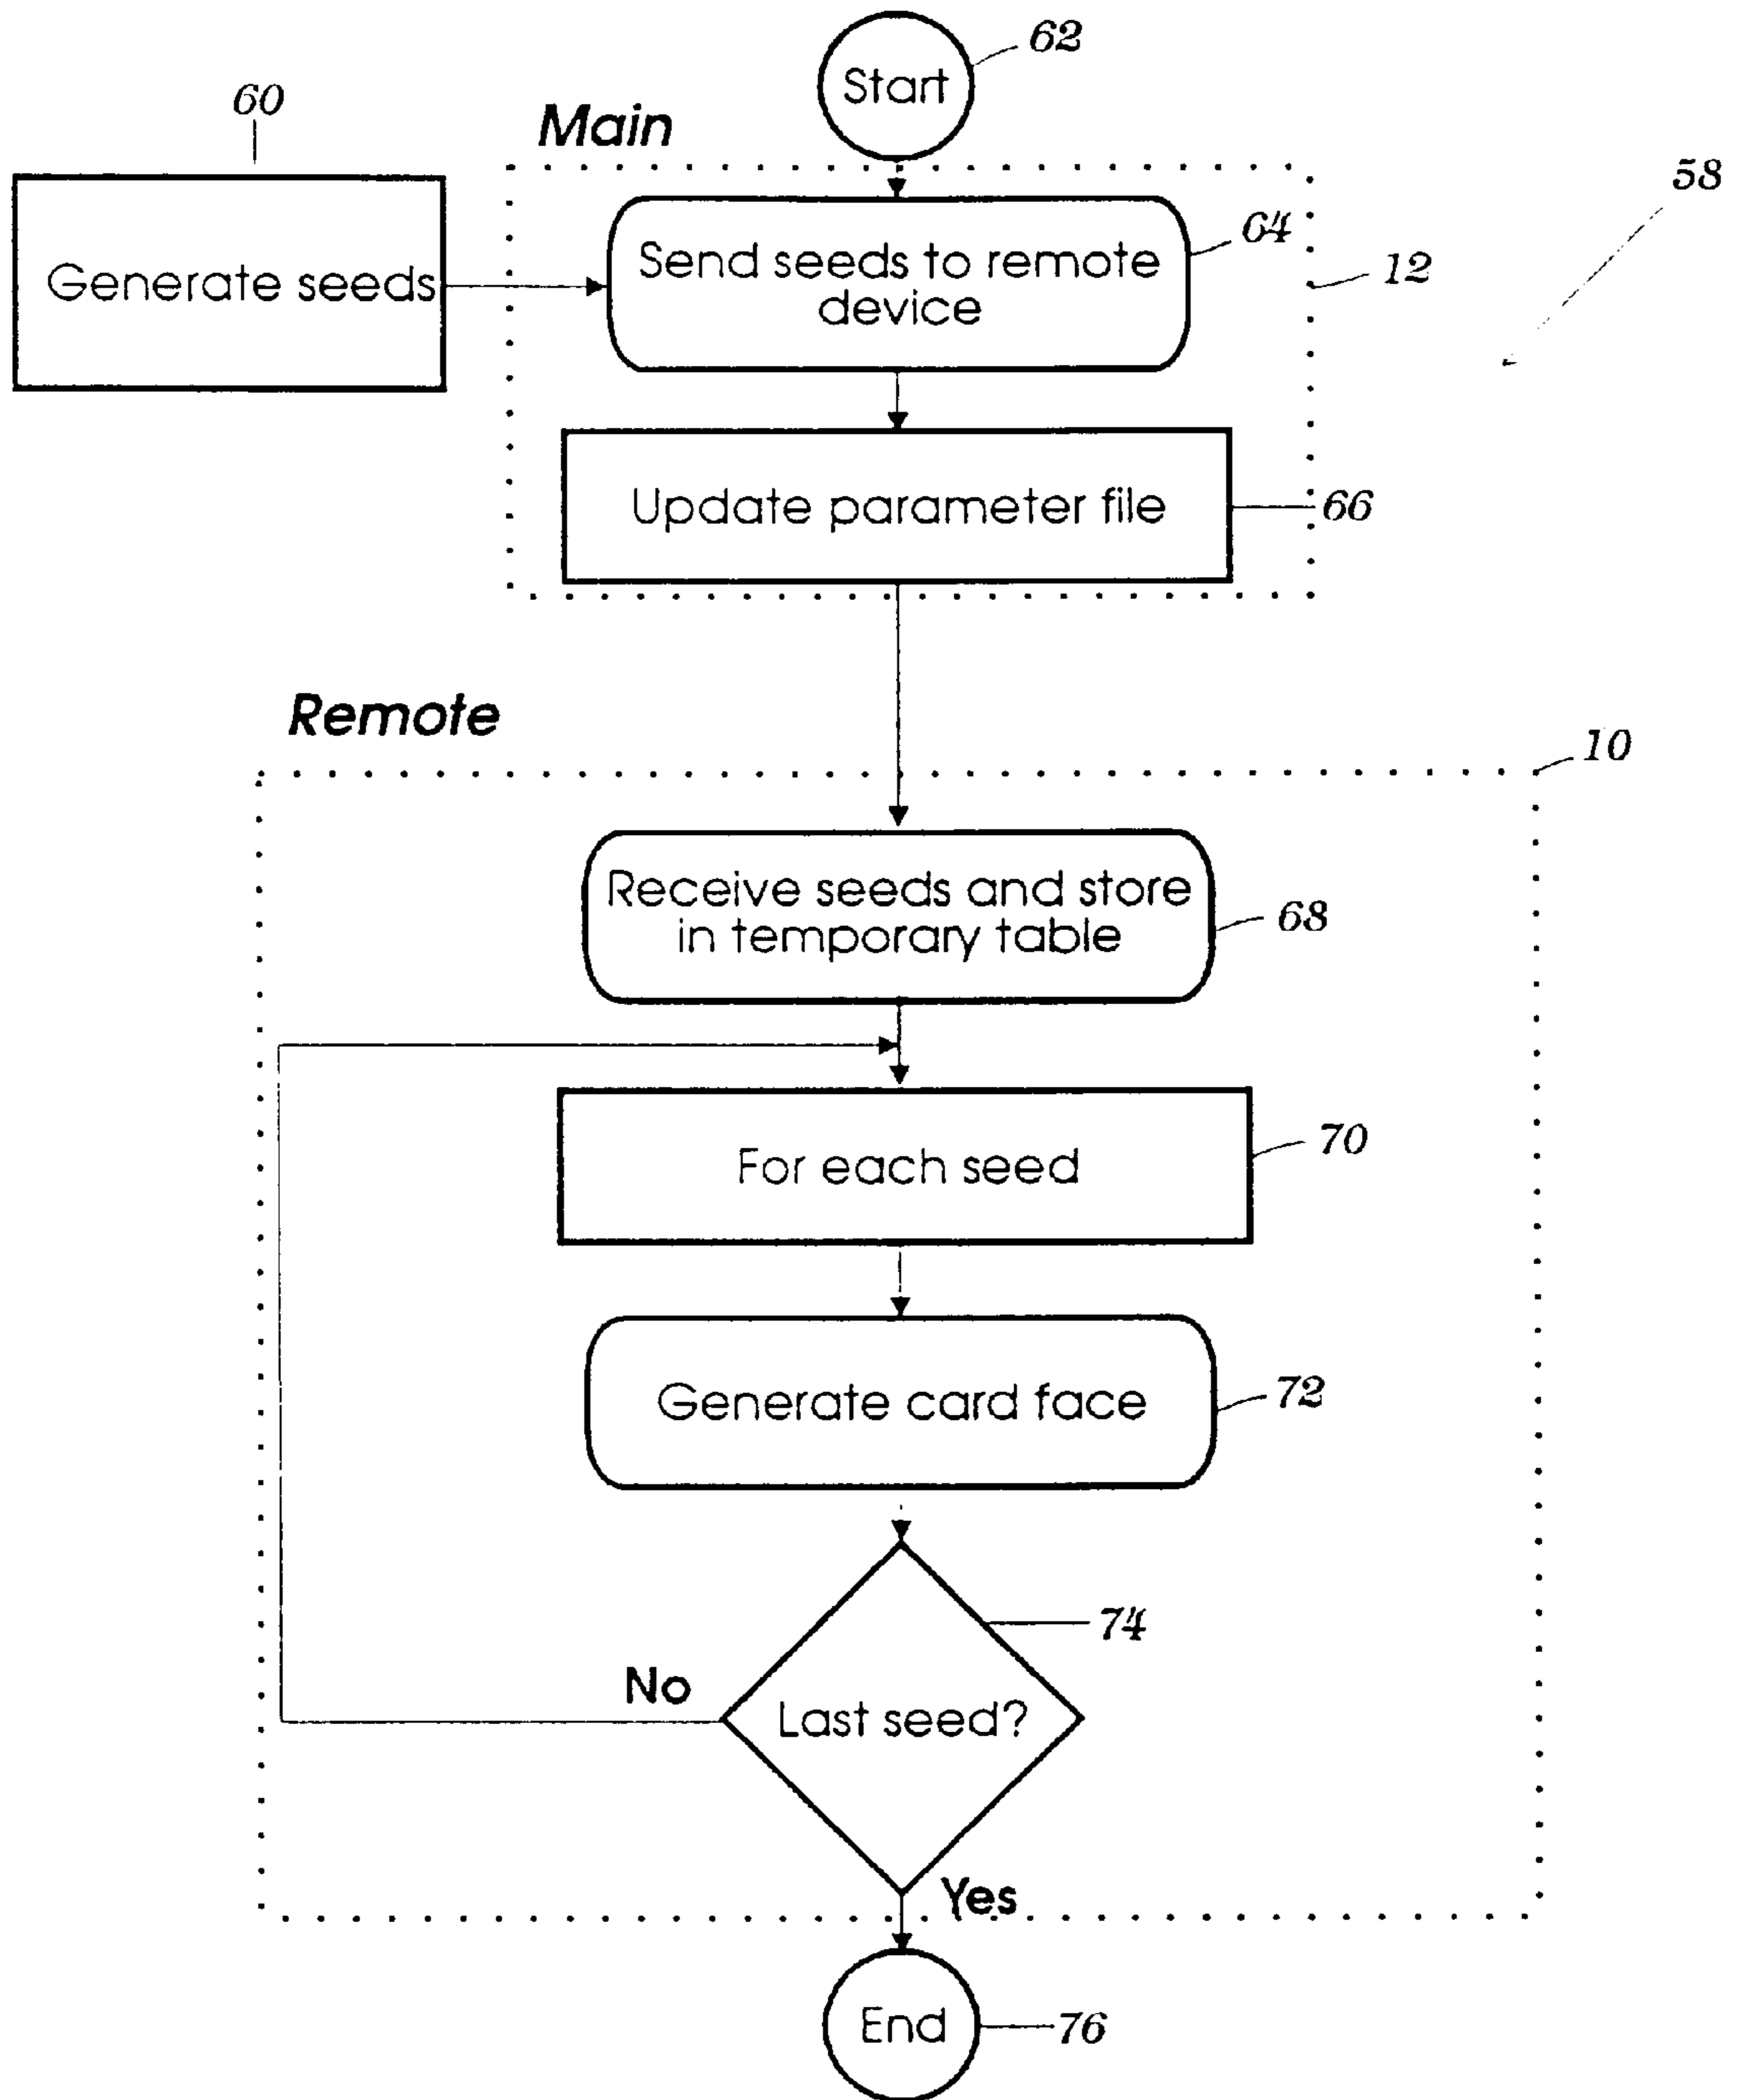 62
Start
60
Main
58
64
Send seeds to remote
device
12
Generate seeds
Update parameter file
66
Remote
10
Receive seeds and store
in temporary table
68
For each seed
70
Generate card face
72
74
No
Last seed?
Yes
End
76